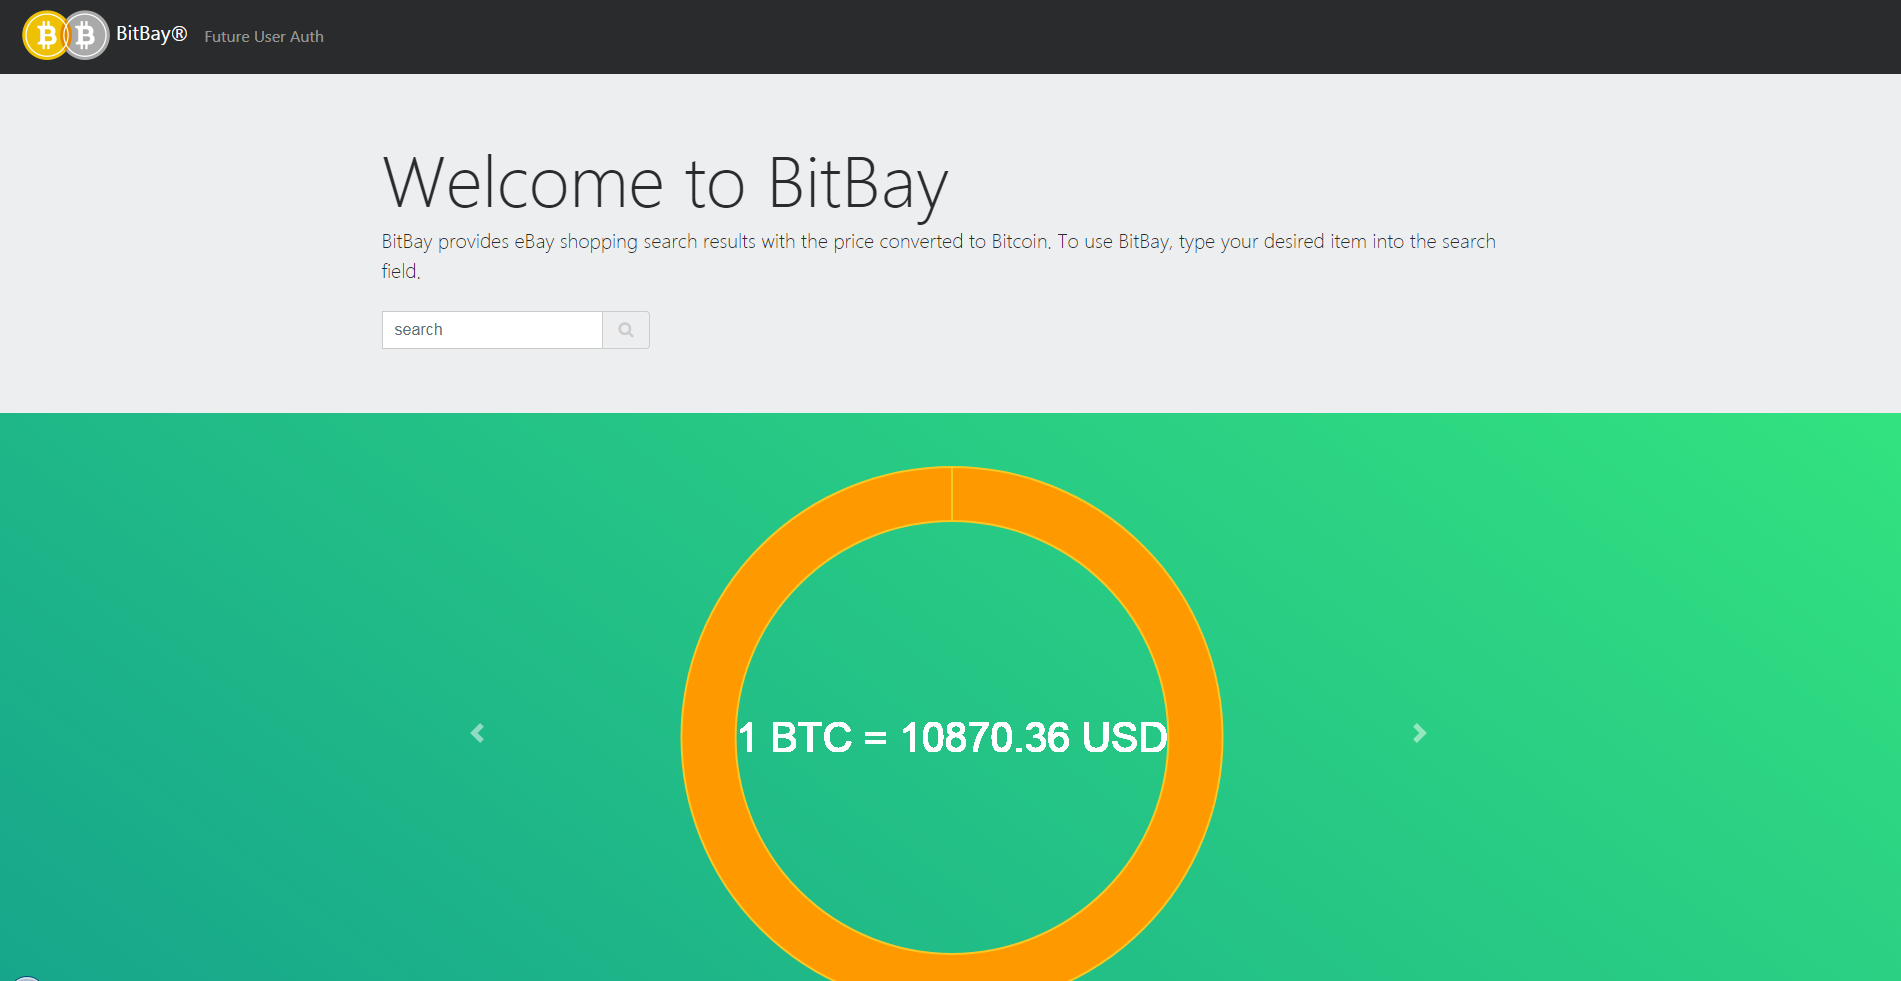 BitBay® Future User Auth
Welcome to BitBay
BitBay provides eBay shopping search results with the price converted to Bitcoin. To use BitBay, type your desired item into the search
field.
search
1 BTC = 10870.36 USD